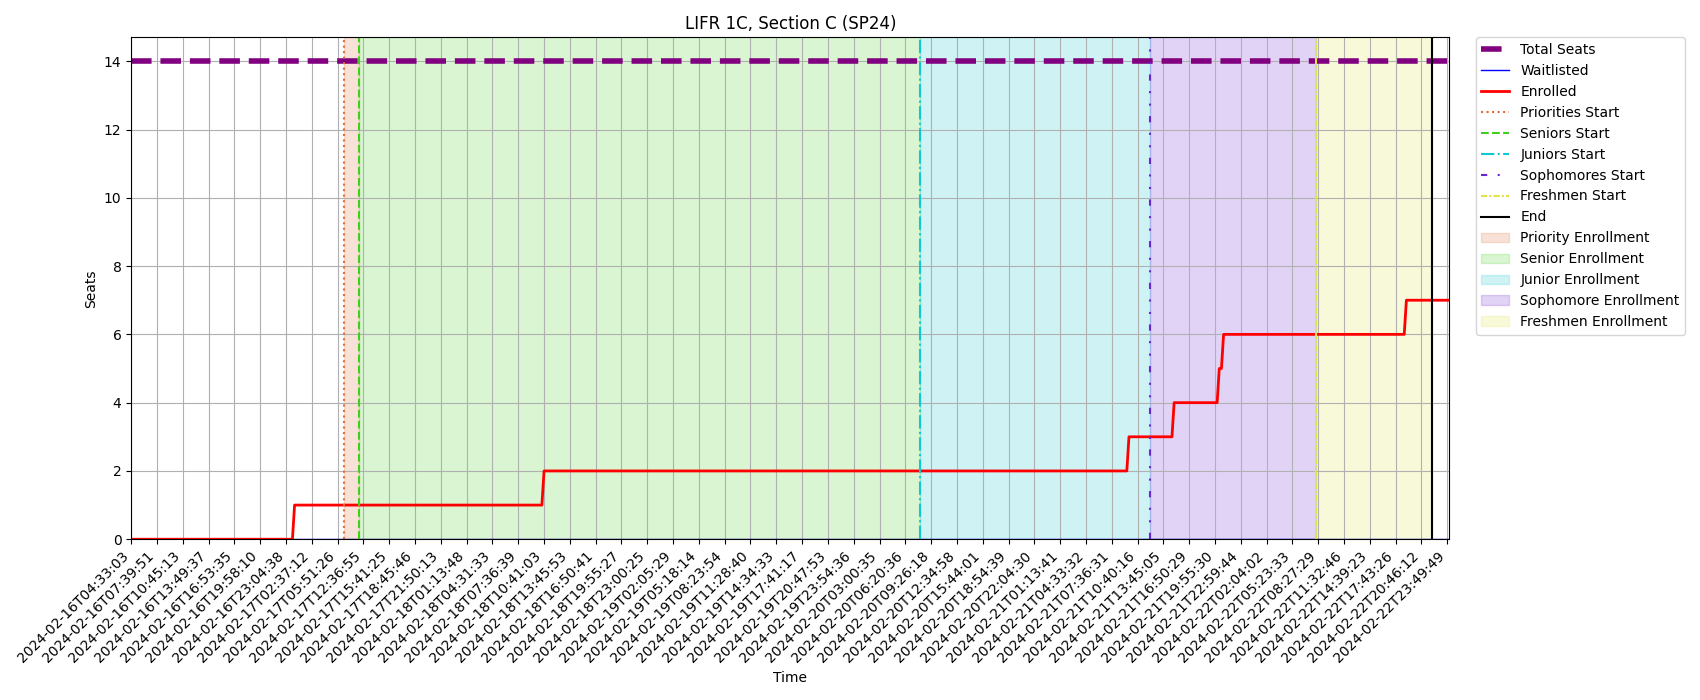 LIFR 1C, Section C (SP24)
Seats
14
12
10
8
6
4
2
0
2024-02-16T04:33:03
2024-02-16T07:39:51
2024-02-16T10:45:13
2024-02-16T13:49:37
2024-02-16T16:53:35
2024-02-16T19:58:10
2024-02-16T23:04:38
2024-02-17T02:37:12
2024-02-17T05:51:26
2024-02-17T12:36:55
2024-02-17T15:41:25
2024-02-17T18:45:46
2024-02-17T21:50:13
2024-02-18T01:13:48
2024-02-18T04:31:33
2024-02-18T07:36:39
2024-02-18T10:41:03
2024-02-18T13:45:53
2024-02-18T16:50:41
2024-02-18T19:55:27
2024-02-18T23:00:25
2024-02-19T02:05:29
2024-02-19T05:18:14
2024-02-19T08:23:54
2024-02-19T11:28:40
2024-02-19T14:34:33
2024-02-19T17:41:17
2024-02-19T20:47:53
2024-02-19T23:54:36
2024-02-20T03:00:35
2024-02-20T06:20:36
2024-02-20T09:26:18
2024-02-20T12:34:58
2024-02-20T15:44:01
2024-02-20T18:54:39
2024-02-20T22:04:30
2024-02-21T01:13:41
2024-02-21T04:33:32
2024-02-21T07:36:31
2024-02-21T10:40:16
2024-02-21T13:45:05
2024-02-21T16:50:29
2024-02-21T19:55:30
2024-02-21T22:59:44
2024-02-22T02:04:02
2024-02-22T05:23:33
2024-02-22T08:27:29
2024-02-22T11:32:46
2024-02-22T14:39:23
2024-02-22T17:43:26
2024-02-22T20:46:12
2024-02-22T23:49:49
Time
Total Seats
Waitlisted
Enrolled
Priorities Start
Seniors Start
Juniors Start
Sophomores Start
Freshmen Start
End
Priority Enrollment
Senior Enrollment
Junior Enrollment
Sophomore Enrollment
Freshmen Enrollment